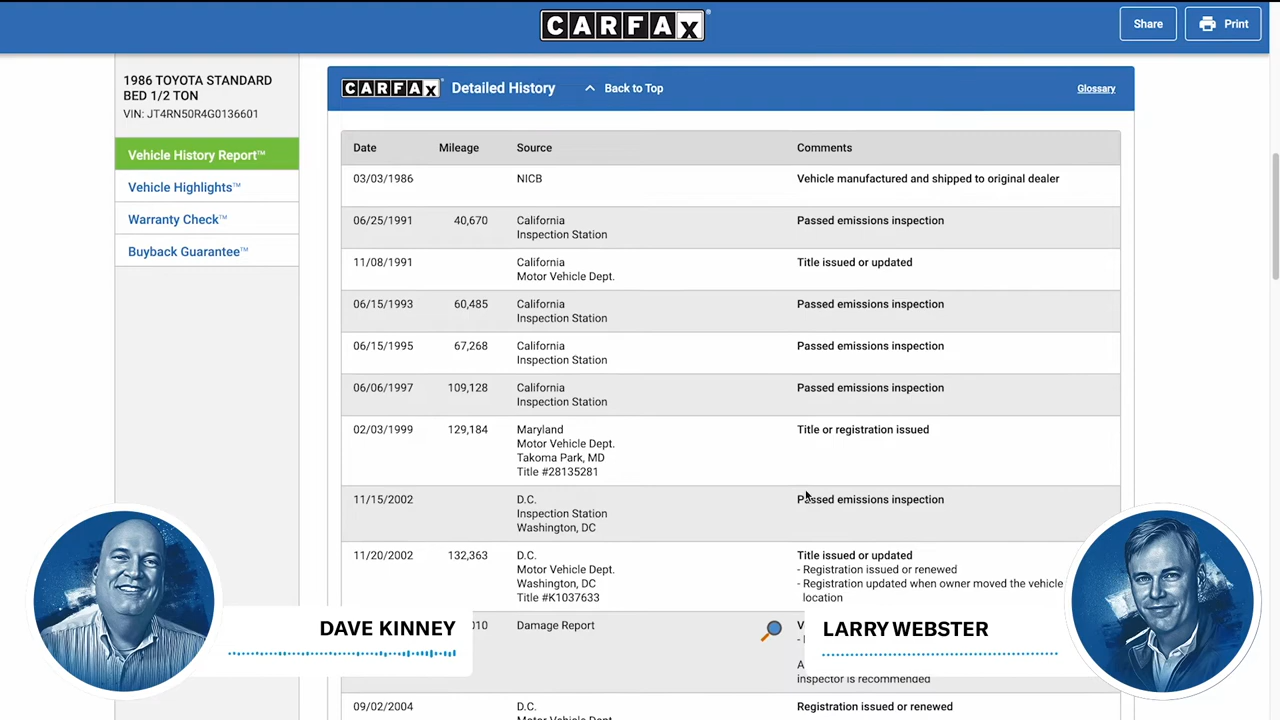 CARFAX
Share
Print
1986 TOYOTA STANDARD
BED 1/2 TON
VIN: JT4RN50R4G0136601
Vehicle History Report™
Vehicle Highlights™
Warranty Check™
Buyback Guarantee™
CARFAX Detailed History Back to Top Glossary
Date Mileage Source Comments
03/03/1986 NICB Vehicle manufactured and shipped to original dealer
06/25/1991 40,670 California Passed emissions inspection
Inspection Station
11/08/1991 California Title issued or updated
Motor Vehicle Dept.
06/15/1993 60,485 California Passed emissions inspection
Inspection Station
06/15/1995 67,268 California Passed emissions inspection
Inspection Station
06/06/1997 109,128 California Passed emissions inspection
Inspection Station
02/03/1999 129,184 Maryland Title or registration issued
Motor Vehicle Dept.
Takoma Park, MD
Title #28135281
11/15/2002 D.C. Passed emissions inspection
Inspection Station
Washington, DC
11/20/2002 132,363 D.C. Title issued or updated
Motor Vehicle Dept. - Registration issued or renewed
Washington, DC - Registration updated when owner moved the vehicle
Title #K1037633 location
010 Damage Report
inspector is recommended
09/02/2004 D.C. Registration issued or renewed
DAVE KINNEY
LARRY WEBSTER